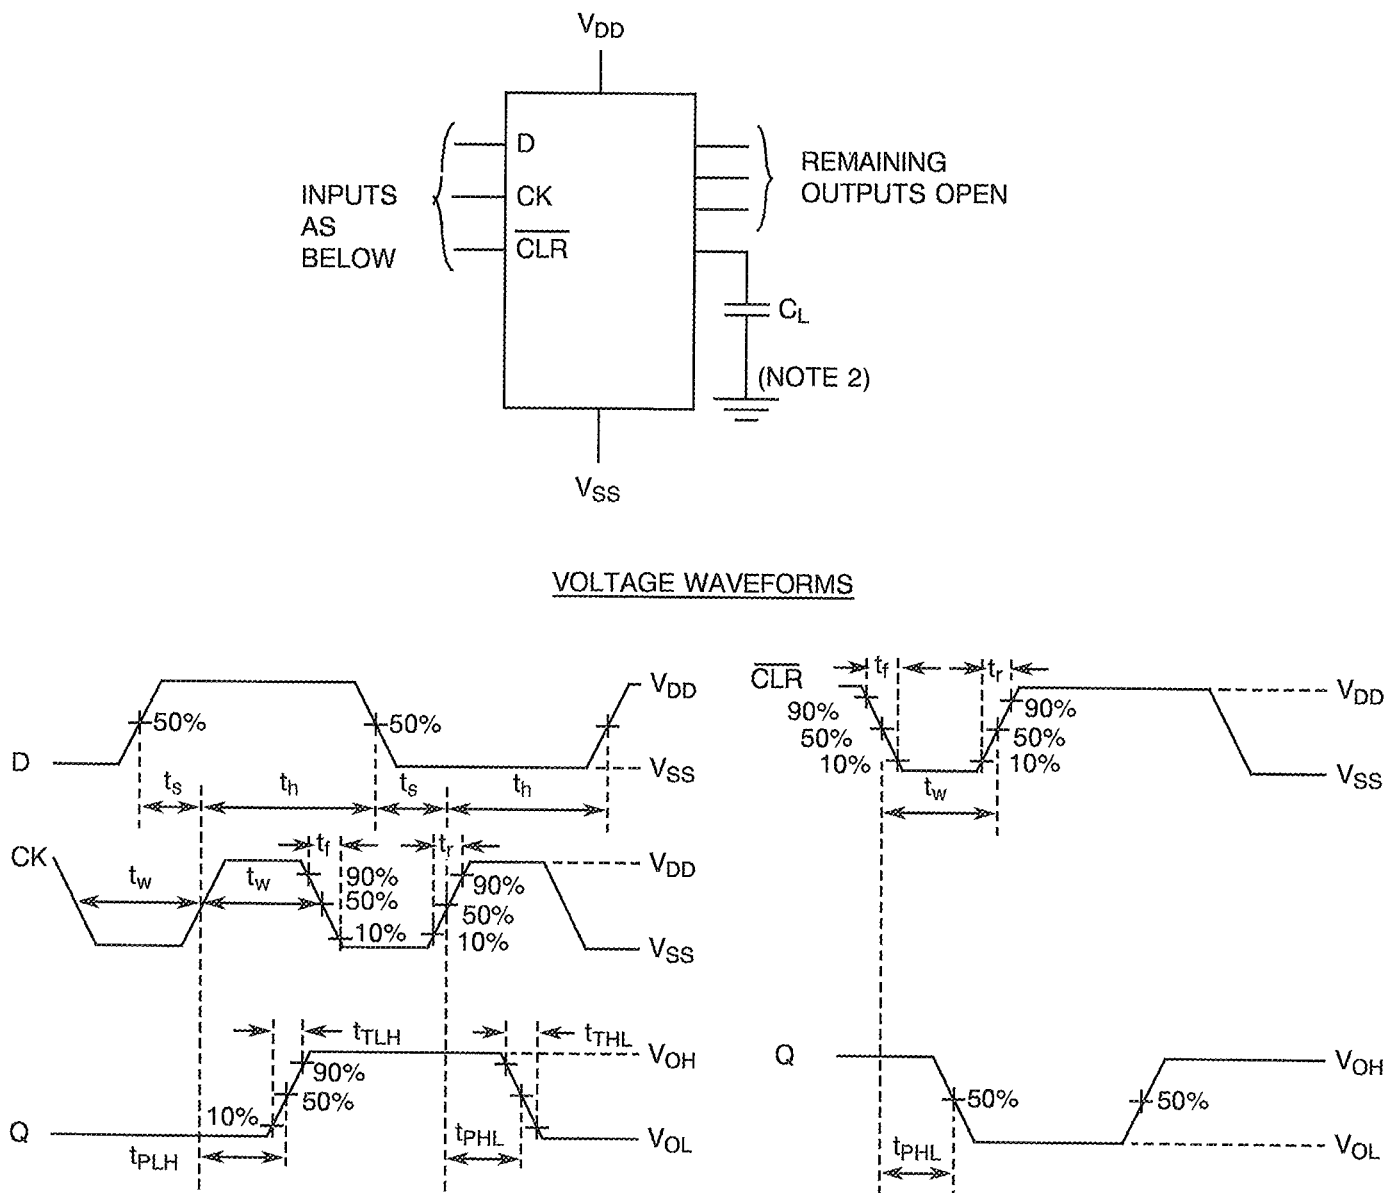 VDD
D
CK
CLR
INPUTS
AS
BELOW
REMAINING
OUTPUTS OPEN
CL
(NOTE 2)
VSS
VOLTAGE WAVEFORMS
D
50%
50%
VDD
VSS
ts
th
ts
th
CK
tw
tw
tf
tr
90%
50%
10%
90%
50%
10%
VDD
VSS
Q
tTLH
tTHL
90%
50%
10%
VOH
VOL
tPLH
tPHL
CLR
tf
tr
90%
50%
10%
90%
50%
10%
VDD
VSS
tw
Q
50%
50%
VOH
VOL
tPHL